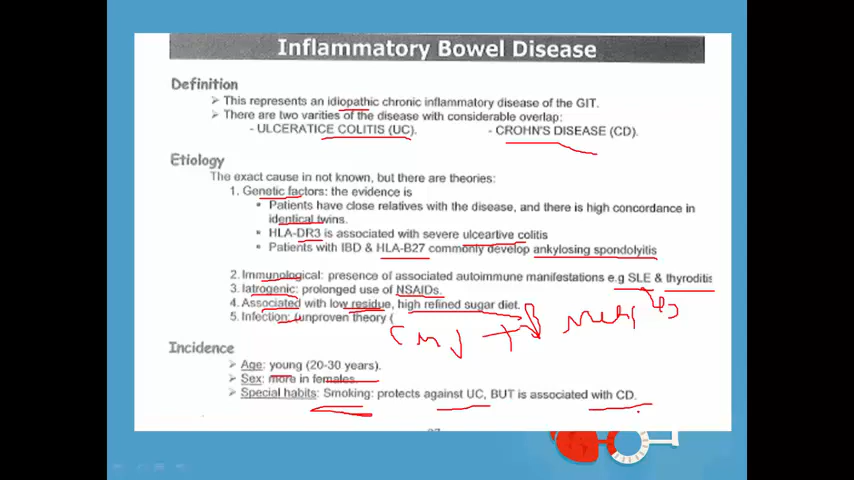 Inflammatory Bowel Disease
Definition
➢ This represents an idiopathic chronic inflammatory disease of the GIT.
➢ There are two varities of the disease with considerable overlap:
- ULCERATICE COLITIS (UC). - CROHN'S DISEASE (CD).
Etiology
The exact cause in not known, but there are theories:
1. Genetic factors: the evidence is
▪ Patients have close relatives with the disease, and there is high concordance in
identical twins.
▪ HLA-DR3 is associated with severe ulceartive colitis
▪ Patients with IBD & HLA-B27 commonly develop ankylosing spondolyitis
2. Immunological: presence of associated autoimmune manifestations e.g SLE & thyroditis
3. Iatrogenic: prolonged use of NSAIDs.
4. Associated with low residue, high refined sugar diet.
5. Infection: (unproven theory (
Incidence
➢ Age: young (20-30 years).
➢ Sex: more in females.
➢ Special habits: Smoking: protects against UC, BUT is associated with CD.